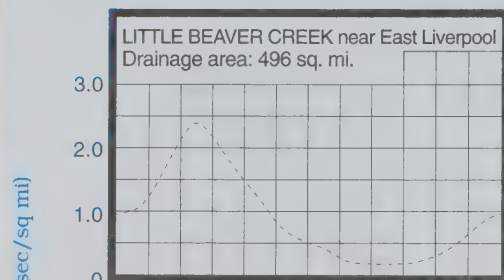 LITTLE BEAVER CREEK near East Liverpool
Drainage area: 496 sq. mi.
3.0
2.0
1.0
0
sec/sq mi)